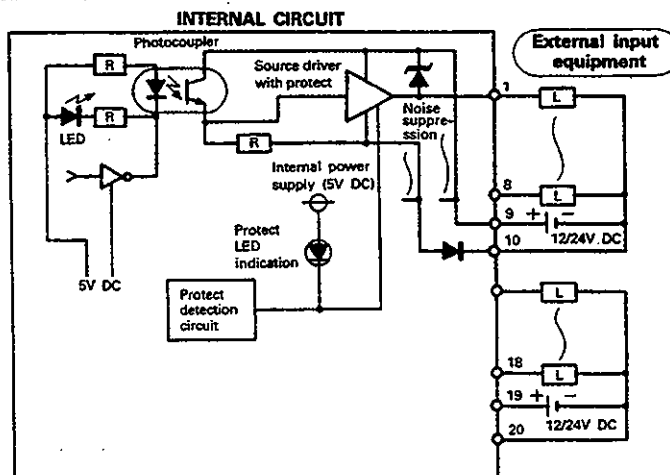 INTERNAL CIRCUIT
Photocoupler
R
LED
R
5V DC
Source driver
with protect
R
Noise
suppre-
ssion
Internal power
supply (5V DC)
Protect
LED
indication
Protect
detection
circuit
External input
equipment
1
L
8
L
9
+
−
12/24V DC
10
L
18
L
19
+
−
12/24V DC
20